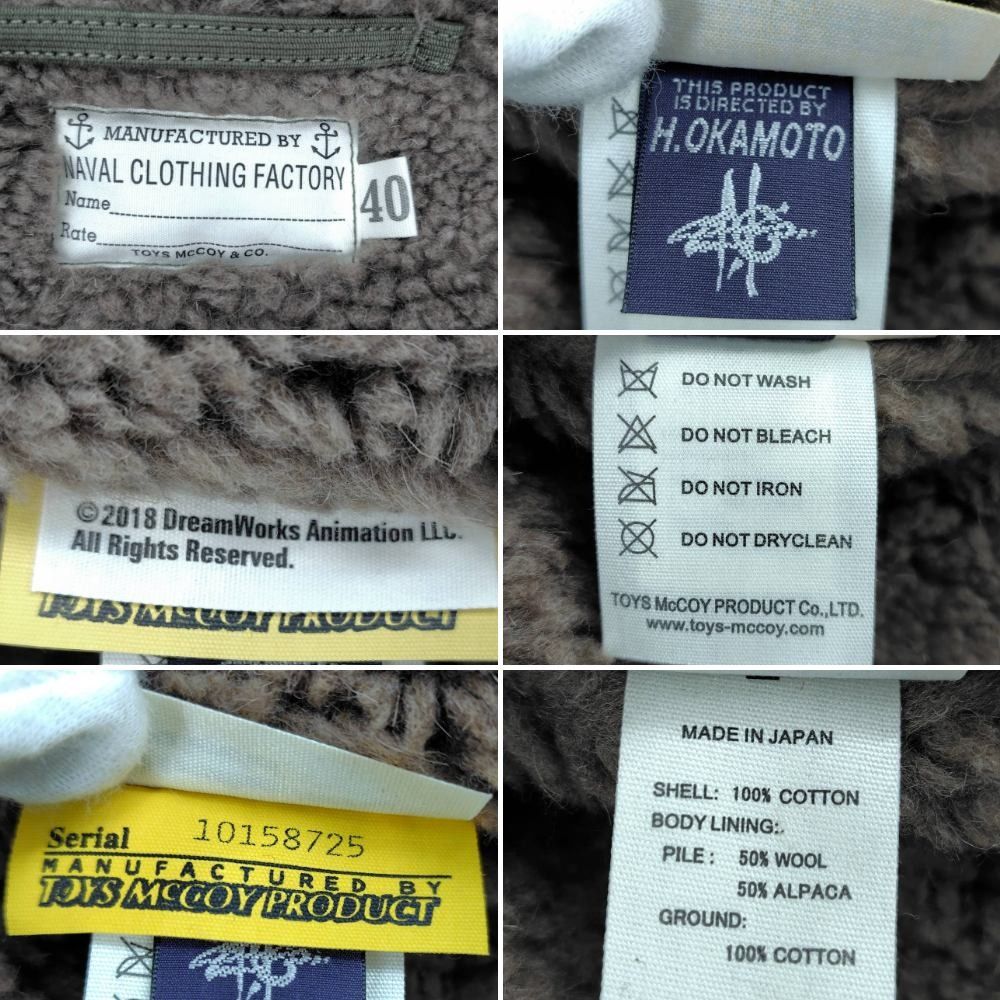 MANUFACTURED BY
NAVAL CLOTHING FACTORY
Name
Rate
TOYS McCOY & CO.
40
THIS PRODUCT
IS DIRECTED BY
H.OKAMOTO
©2018 DreamWorks Animation LLC.
All Rights Reserved.
TOYS McCOY PRODUCT
DO NOT WASH
DO NOT BLEACH
DO NOT IRON
DO NOT DRYCLEAN
TOYS McCOY PRODUCT Co.,LTD.
www.toys-mccoy.com
Serial 10158725
MANUFACTURED BY
TOYS McCOY PRODUCT
MADE IN JAPAN
SHELL: 100% COTTON
BODY LINING:.
PILE: 50% WOOL
50% ALPACA
GROUND:
100% COTTON